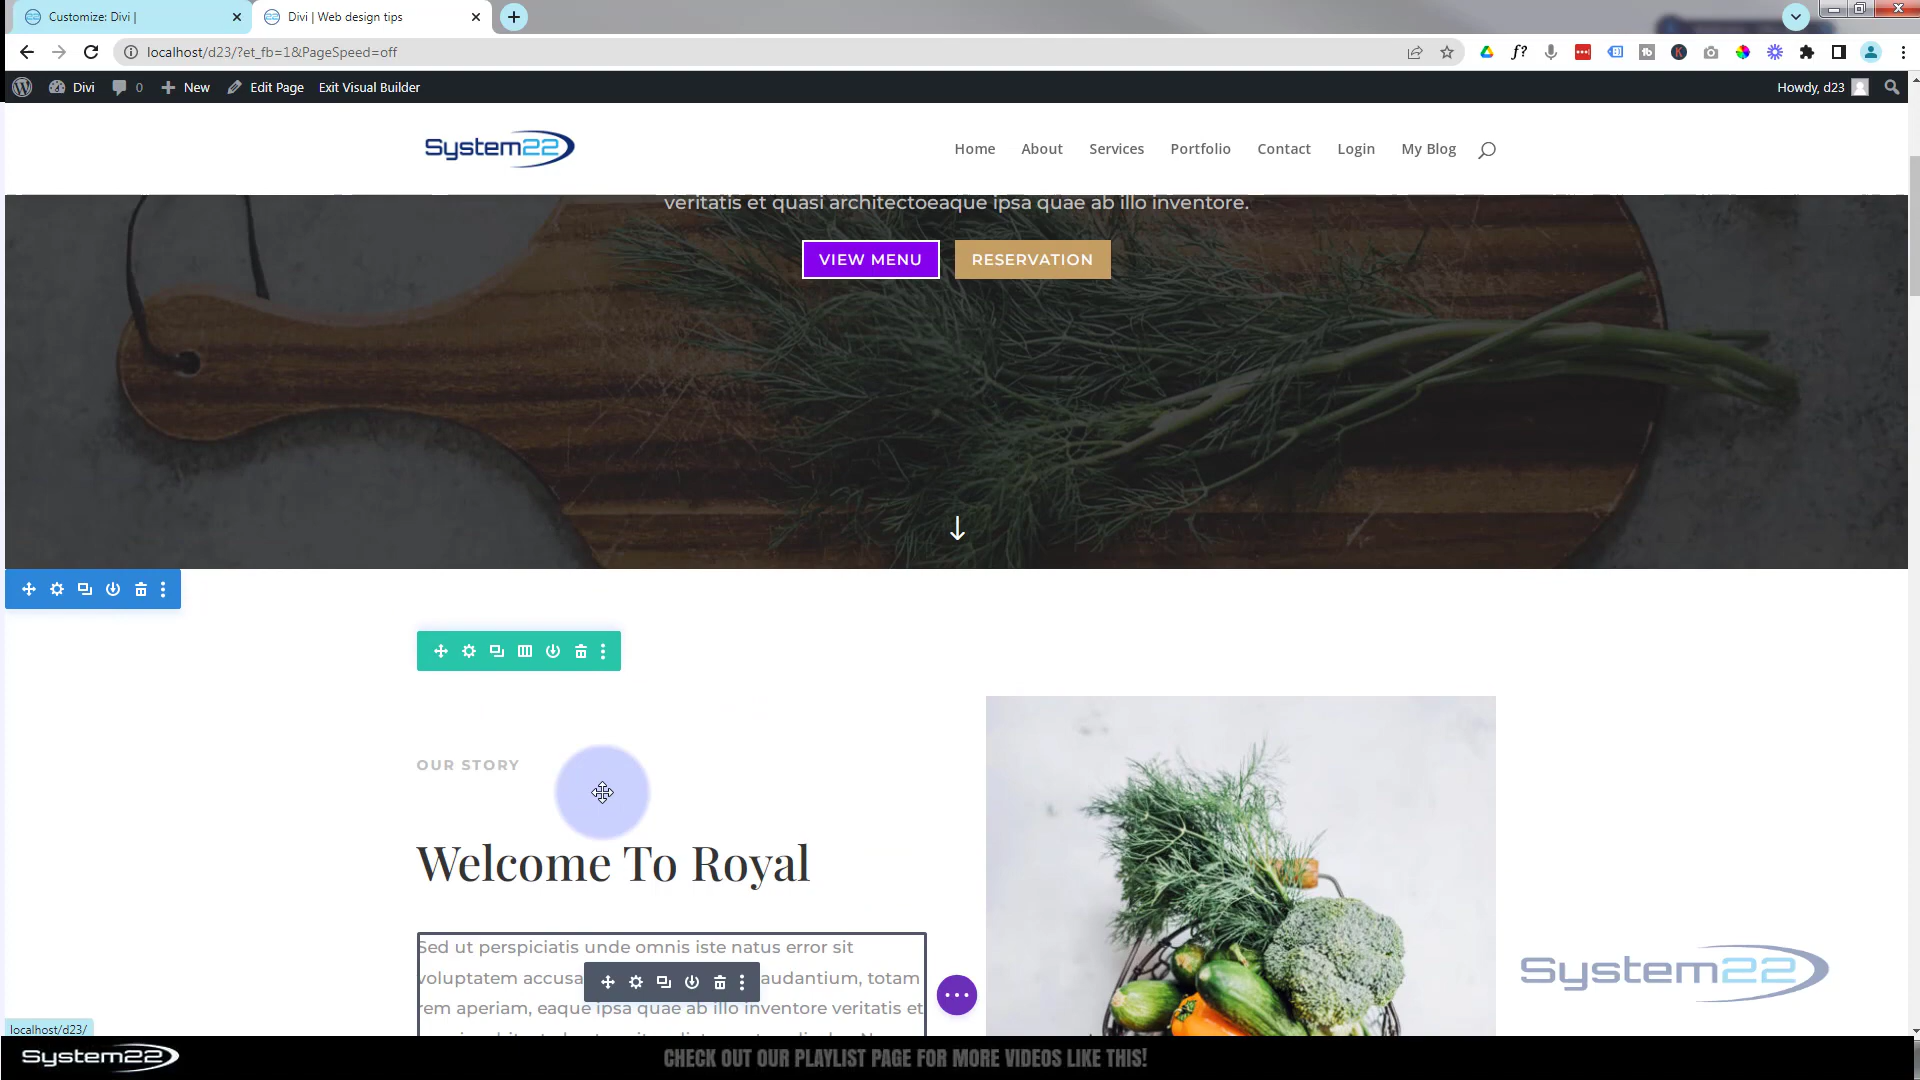 Customize: Divi |
Divi | Web design tips
localhost/d23/?et_fb=1&PageSpeed=off
Divi
0
New
Edit Page
Exit Visual Builder
Howdy, d23
System22
Home
About
Services
Portfolio
Contact
Login
My Blog
veritatis et quasi architectoeaque ipsa quae ab illo inventore.
VIEW MENU
RESERVATION
OUR STORY
Welcome To Royal
Sed ut perspiciatis unde omnis iste natus error sit
voluptatem accusa audantium, totam
rem aperiam, eaque ipsa quae ab illo inventore veritatis et
System22
localhost/d23/
System22
CHECK OUT OUR PLAYLIST PAGE FOR MORE VIDEOS LIKE THIS!